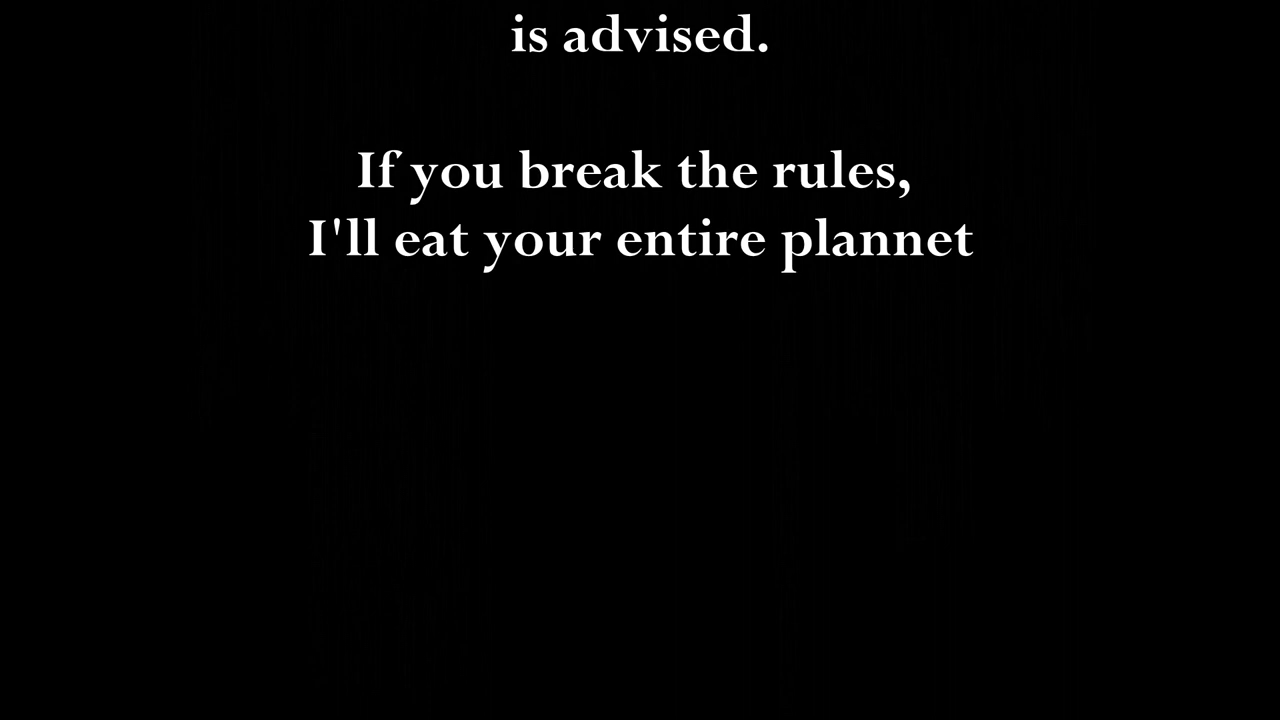 is advised.
If you break the rules,
I'll eat your entire plannet